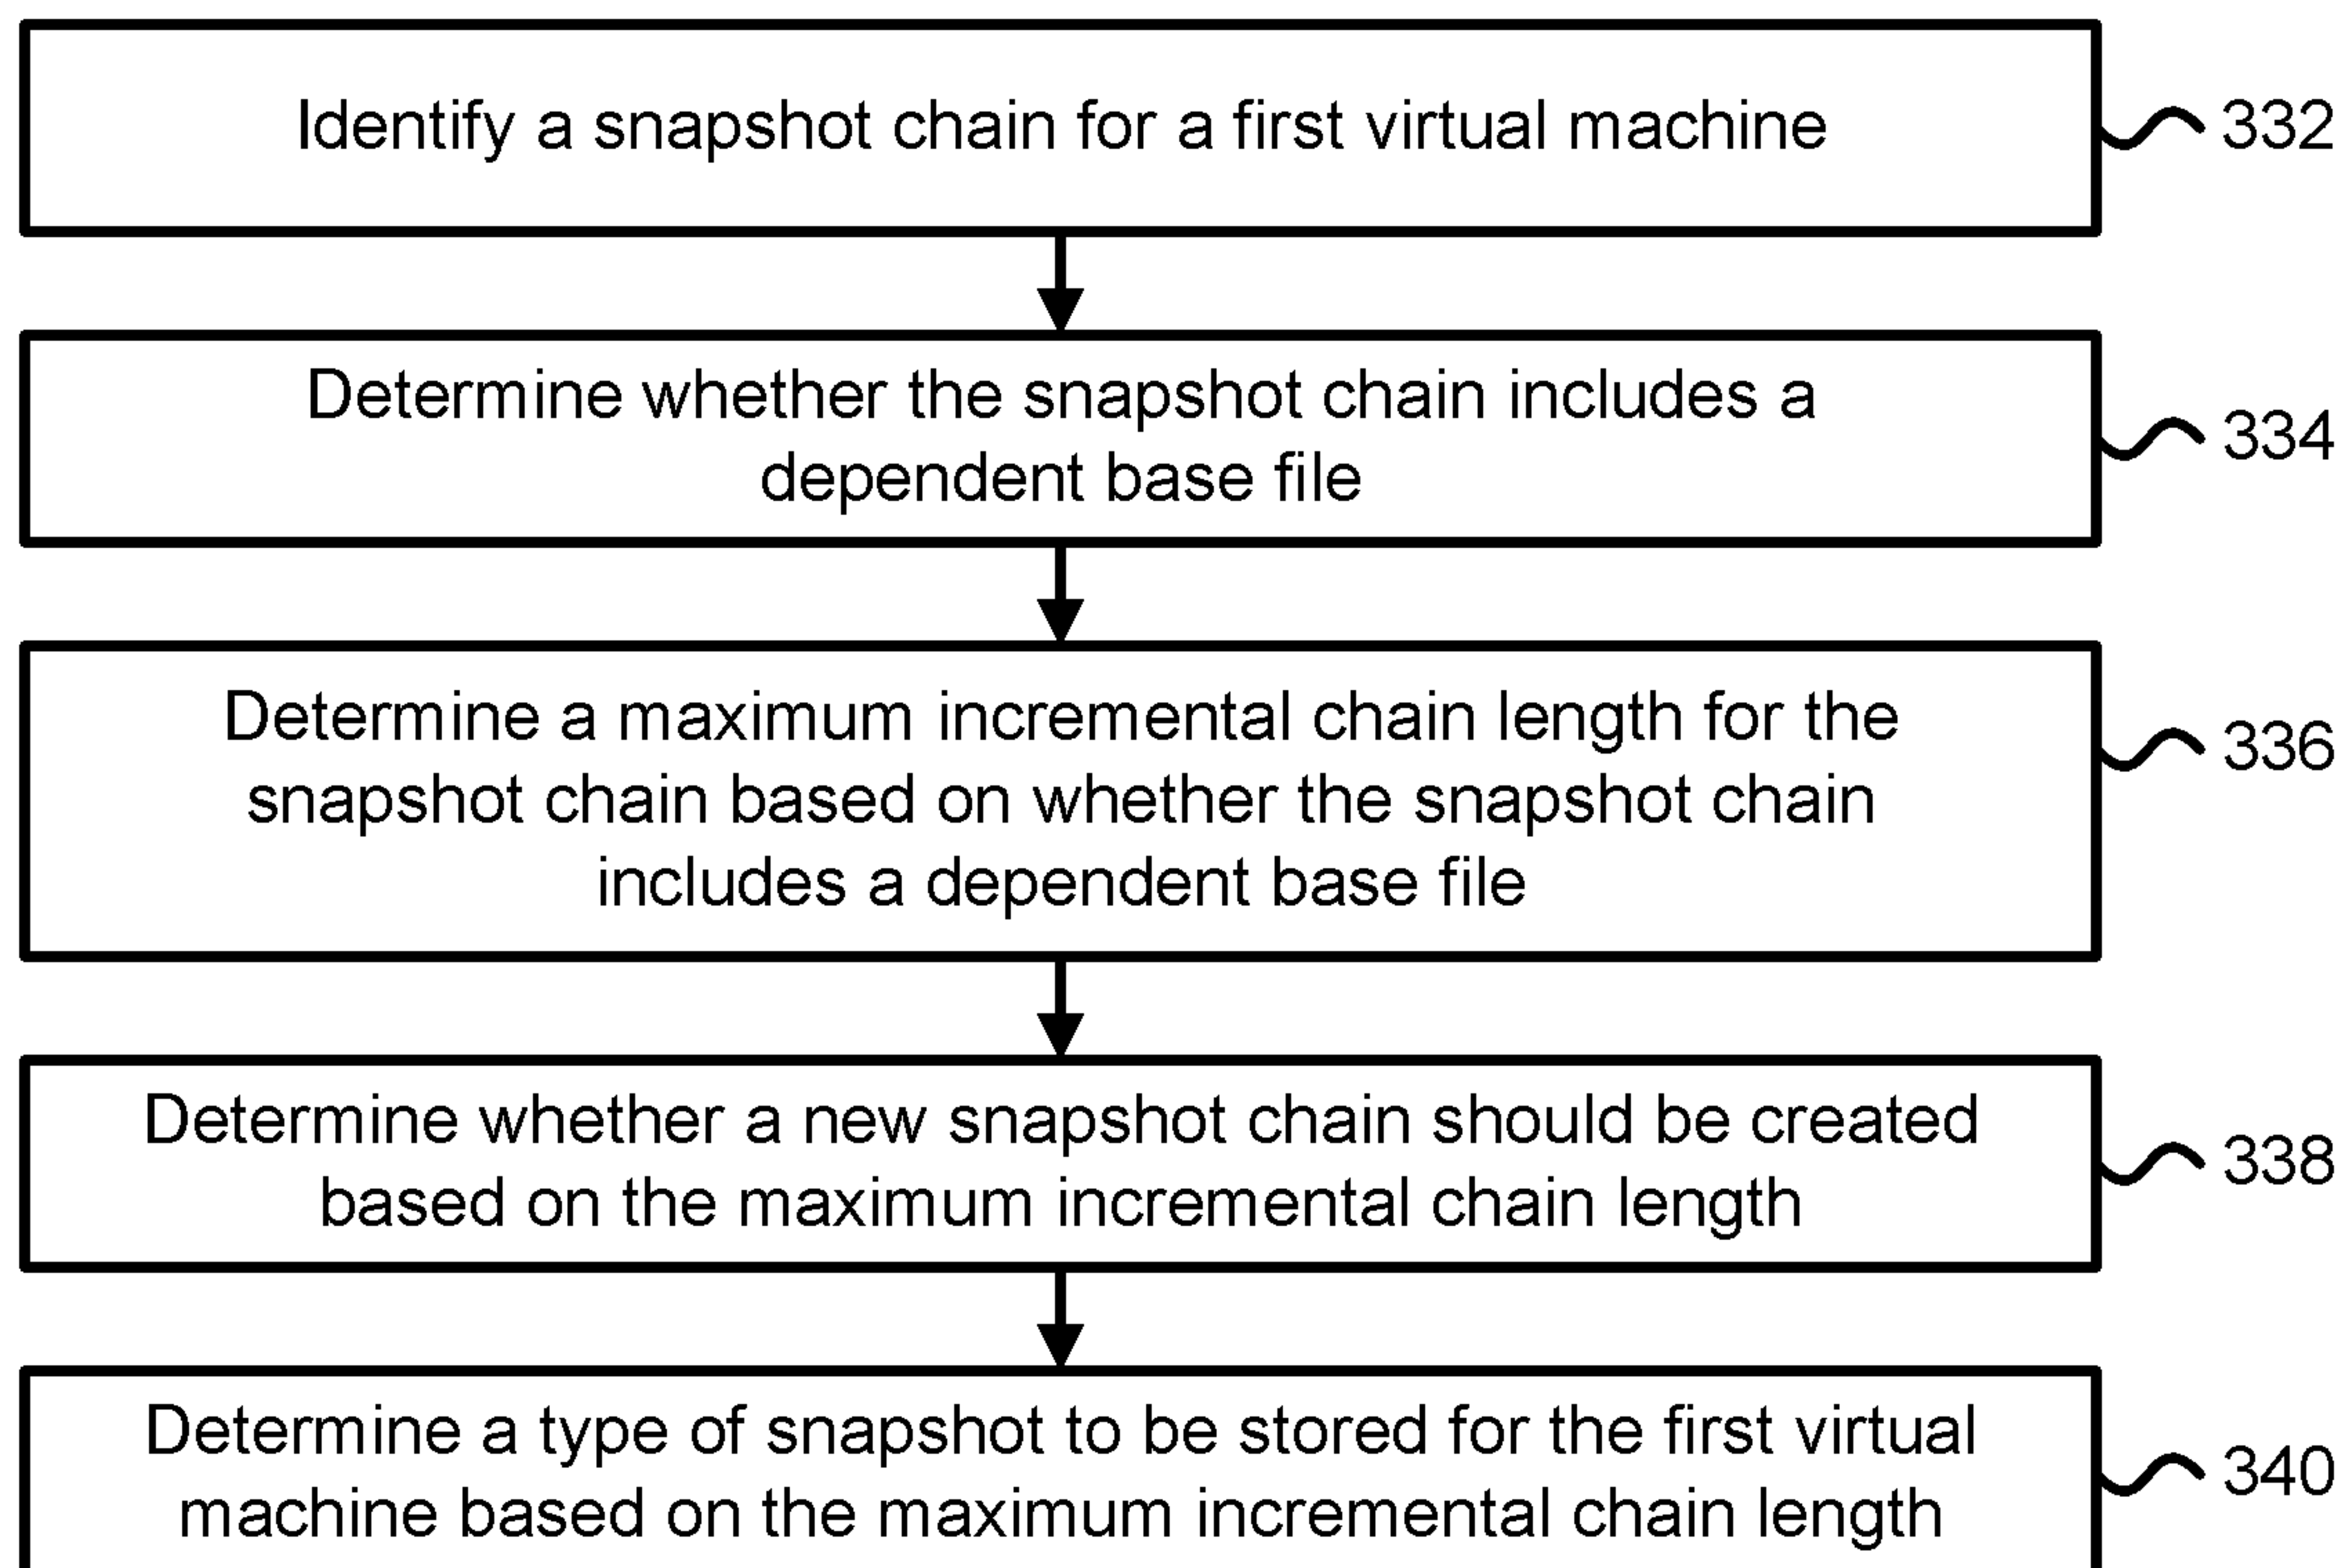 Identify a snapshot chain for a first virtual machine
332
Determine whether the snapshot chain includes a
dependent base file
334
Determine a maximum incremental chain length for the
snapshot chain based on whether the snapshot chain
includes a dependent base file
336
Determine whether a new snapshot chain should be created
based on the maximum incremental chain length
338
Determine a type of snapshot to be stored for the first virtual
machine based on the maximum incremental chain length
340